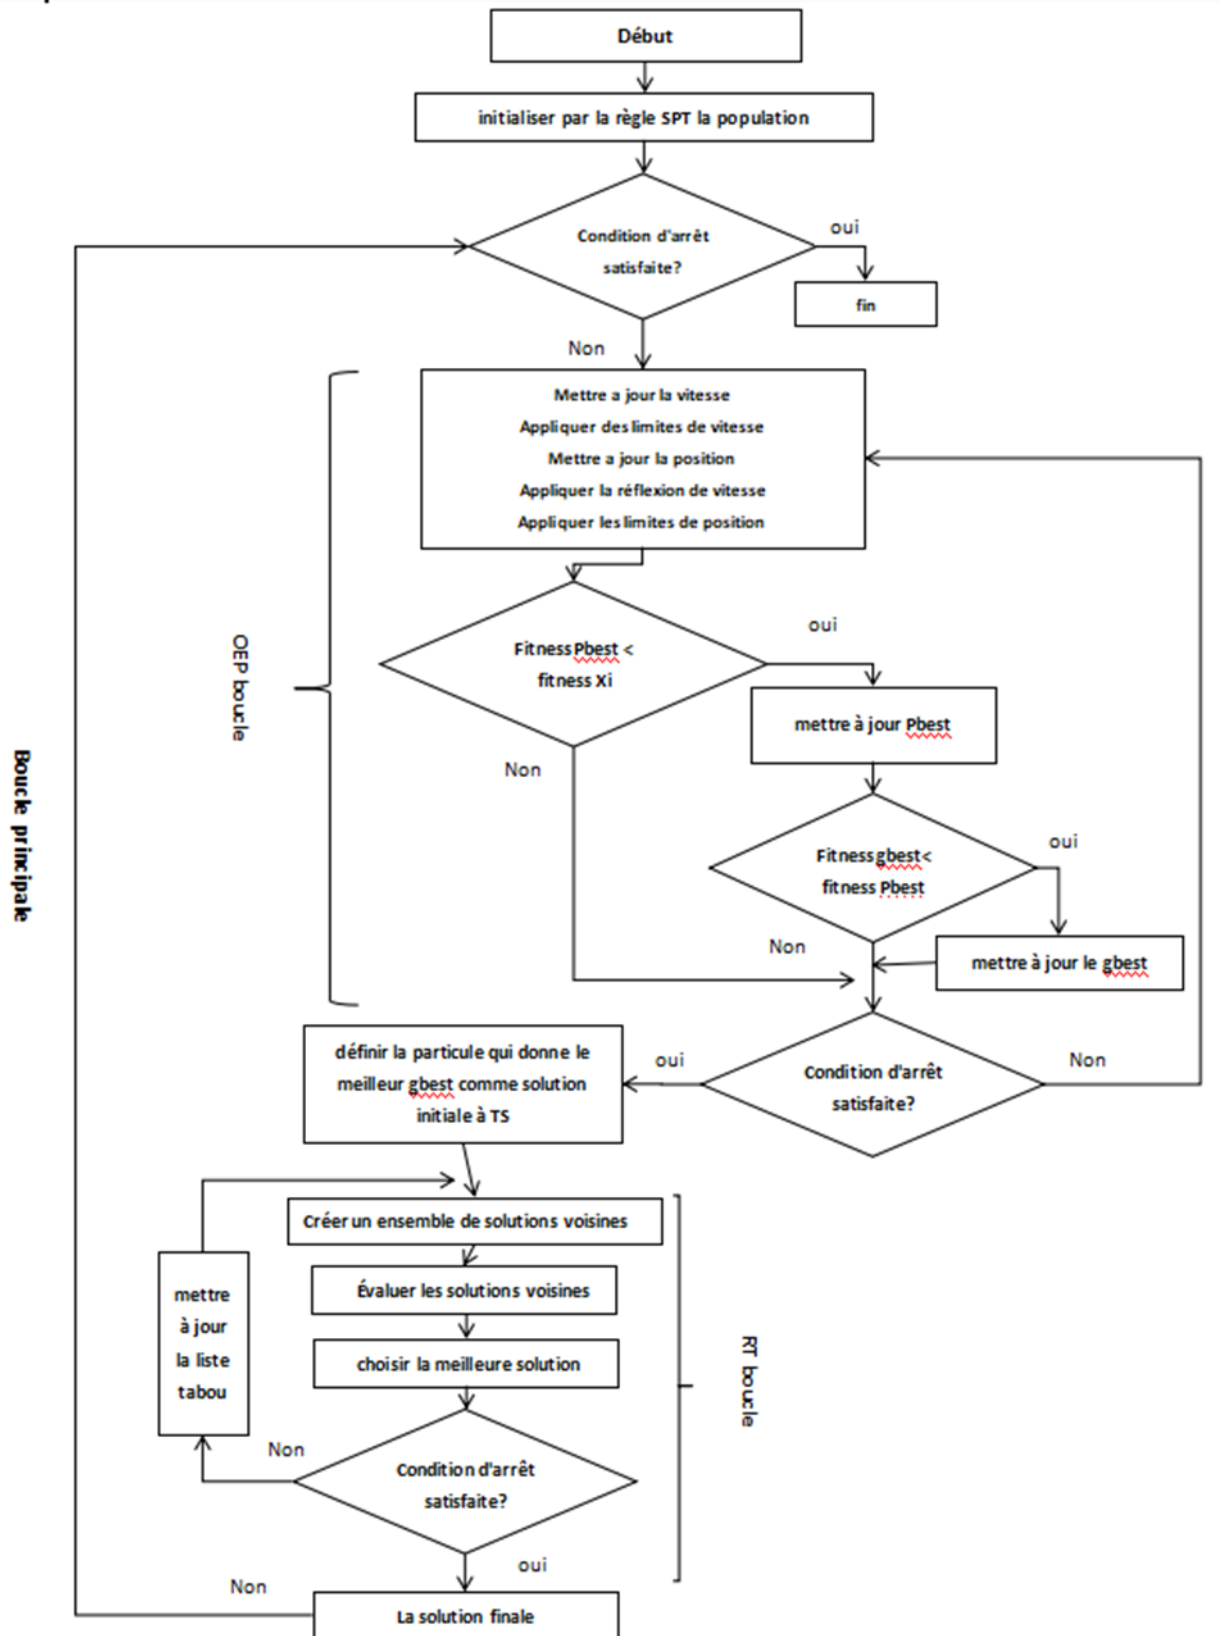 Début
initialiser par la règle SPT la population
Condition d'arrêt
satisfaite?
oui
fin
Non
Mettre a jour la vitesse
Appliquer des limites de vitesse
Mettre a jour la position
Appliquer la réflexion de vitesse
Appliquer les limites de position
OEP boucle
Boucle principale
Fitness Pbest <
fitness Xi
oui
mettre à jour Pbest
Non
Fitness gbest<
fitness Pbest
oui
Non
mettre à jour le gbest
Condition d'arrêt
satisfaite?
Non
oui
définir la particule qui donne le
meilleur gbest comme solution
initiale à TS
Créer un ensemble de solutions voisines
Évaluer les solutions voisines
choisir la meilleure solution
mettre
à jour
la liste
tabou
RT boucle
Non
Condition d'arrêt
satisfaite?
oui
Non
La solution finale